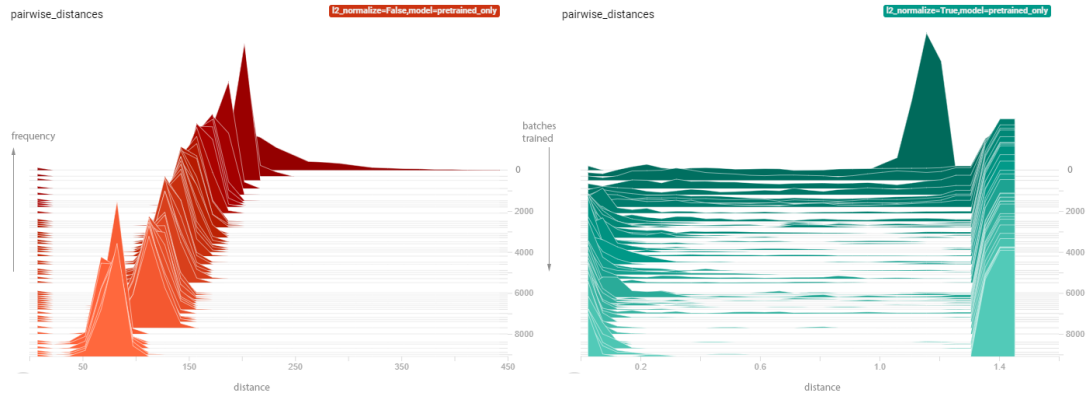 pairwise_distances
l2_normalize=False,model=pretrained_only
frequency
0
2000
4000
6000
8000
50
150
250
350
450
distance
pairwise_distances
l2_normalize=True,model=pretrained_only
batches
trained
0
2000
4000
6000
8000
0.2
0.6
1.0
1.4
distance